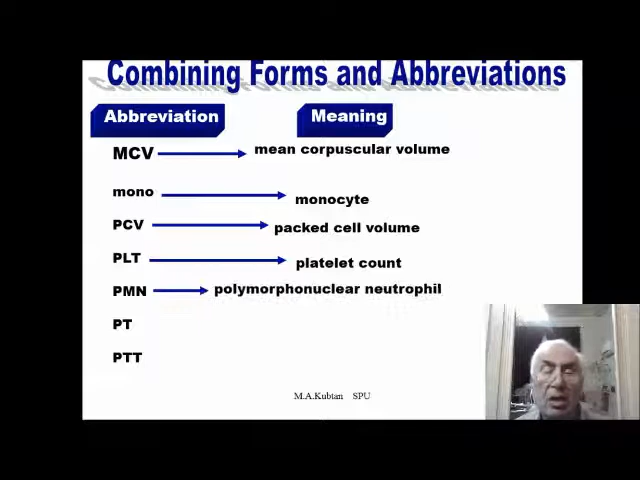 Combining Forms and Abbreviations
Abbreviation Meaning
MCV mean corpuscular volume
mono monocyte
PCV packed cell volume
PLT platelet count
PMN polymorphonuclear neutrophil
PT
PTT
M.A.Kubtan SPU